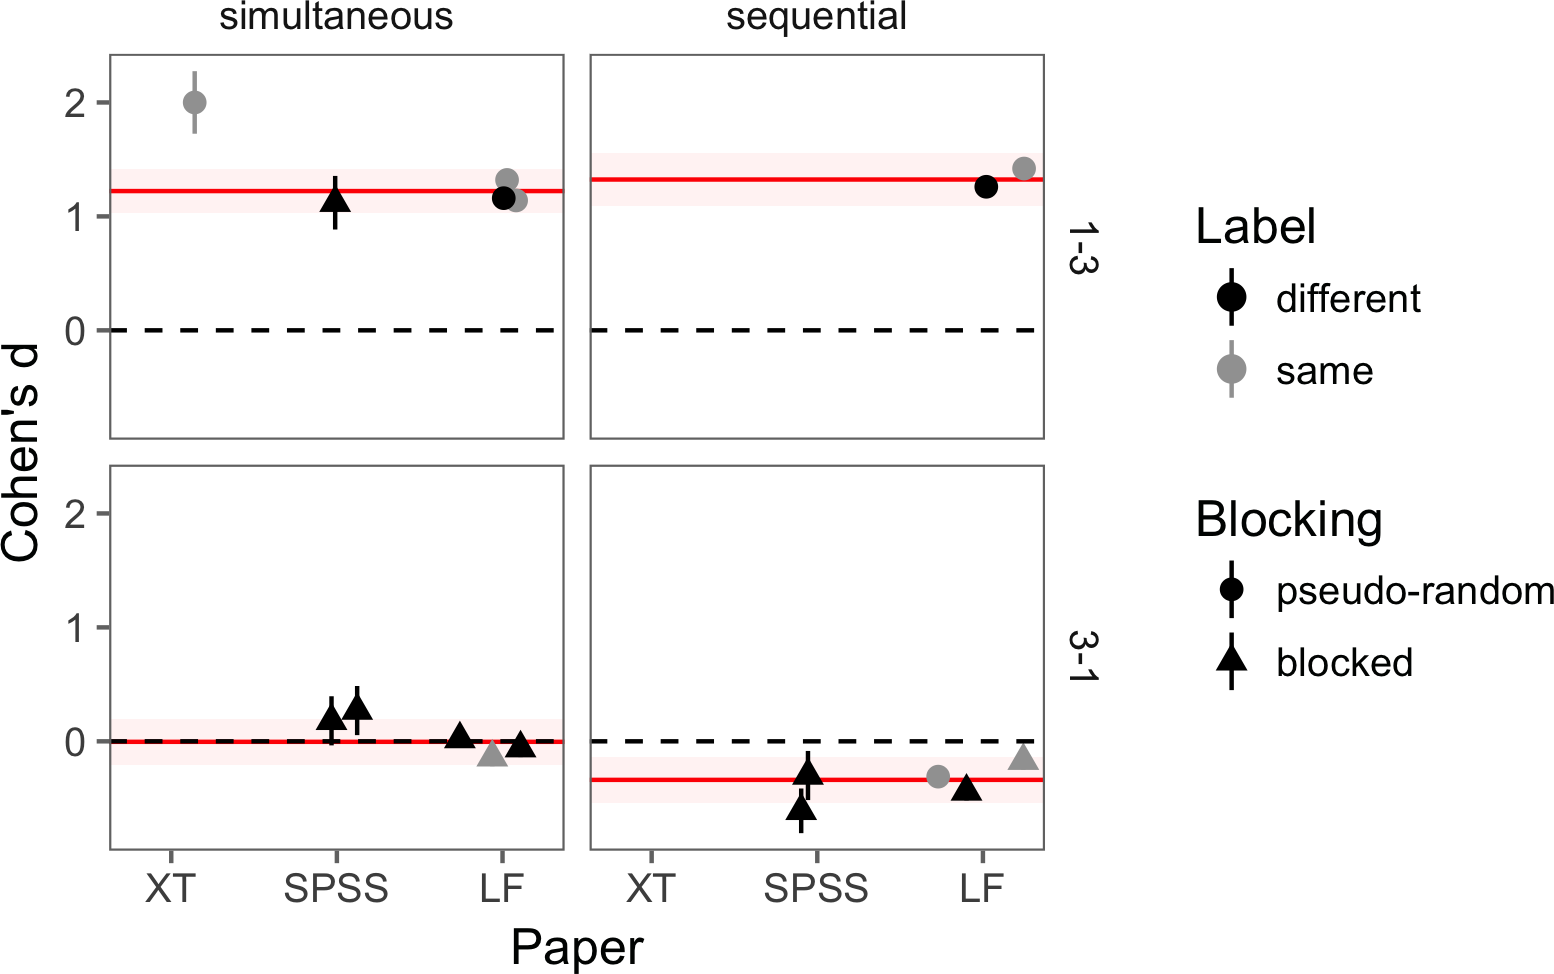 simultaneous
sequential
2
1
0
1-3
2
1
0
3-1
Cohen's d
XT
SPSS
LF
XT
SPSS
LF
Paper
Label
different
same
Blocking
pseudo-random
blocked